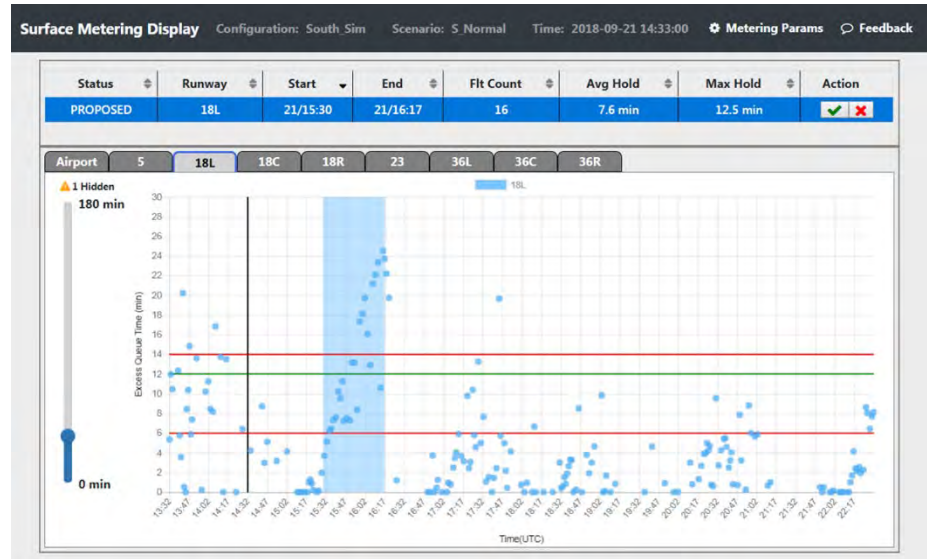 Surface Metering Display Configuration: South_Sim Scenario: S_Normal Time: 2018-09-21 14:33:00 Metering Params Feedback
Status Runway Start End Flt Count Avg Hold Max Hold Action
PROPOSED 18L 21/15:30 21/16:17 16 7.6 min 12.5 min
Airport 5 18L 18C 18R 23 36L 36C 36R
1 Hidden
18L
180 min
0 min
Excess Queue Time (min)
30
28
26
24
22
20
18
16
14
12
10
8
6
4
2
0
13:32 13:47 14:02 14:17 14:32 14:47 15:02 15:17 15:32 15:47 16:02 16:17 16:32 16:47 17:02 17:17 17:32 17:47 18:02 18:17 18:32 18:47 19:02 19:17 19:32 19:47 20:02 20:17 20:32 20:47 21:02 21:17 21:32 21:47 22:02 22:17
Time(UTC)